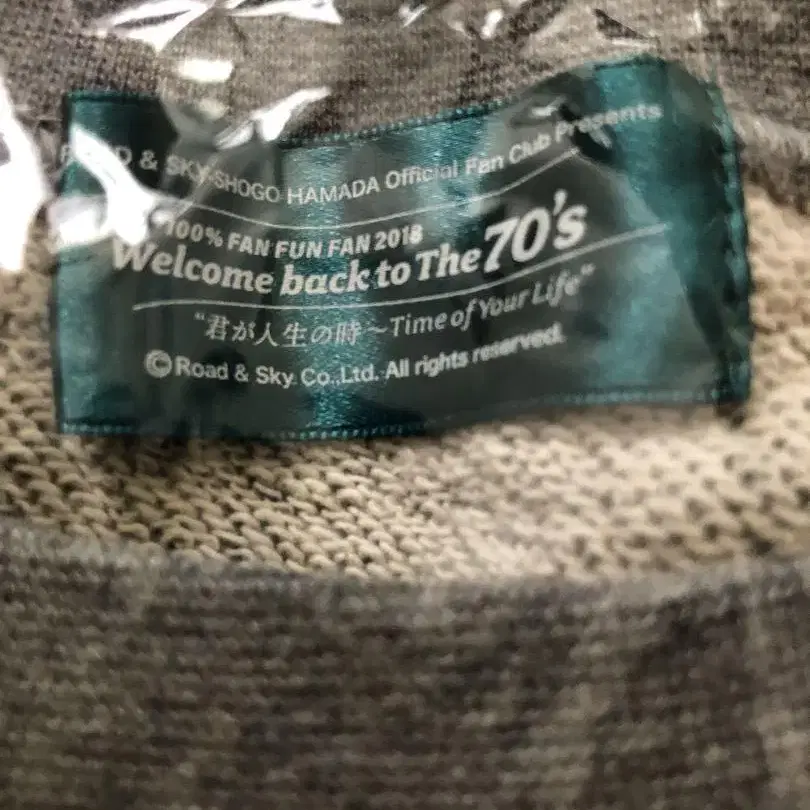 ROAD & SKY・SHOGO HAMADA Official Fan Club Presents
100% FAN FUN FAN 2018
Welcome back to The 70's
"君が人生の時～Time of Your Life"
©Road & Sky Co.,Ltd. All rights reserved.